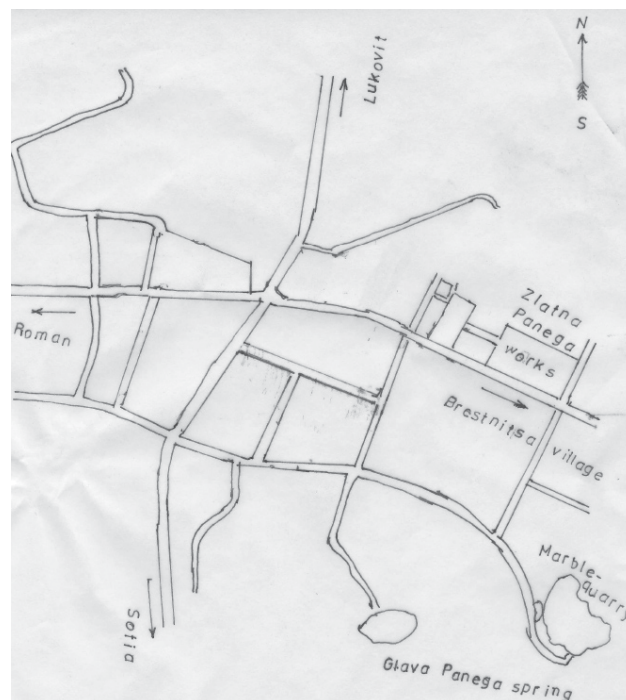 N
S
Lukovit
Zlatna
Panega
works
Roman
Brestnitsa village
Marble-
quarry
Sofia
Glava Panega spring